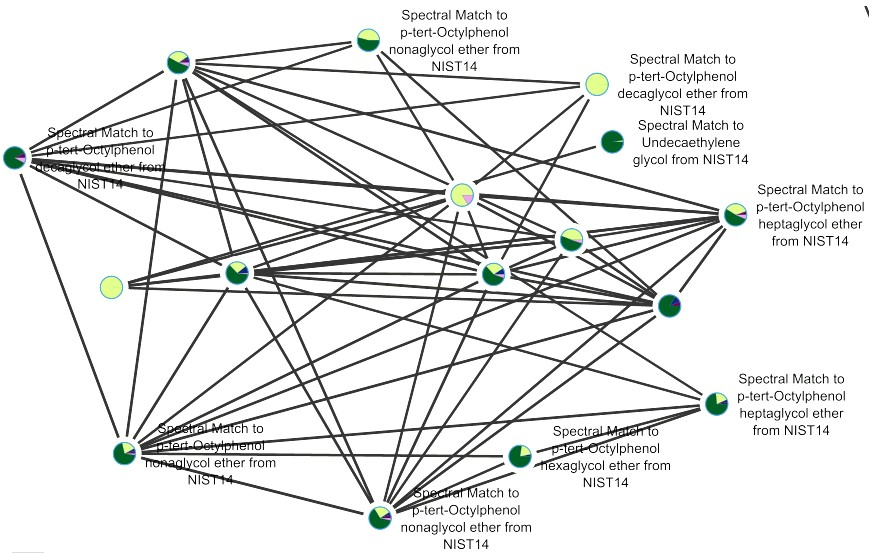 Spectral Match to
p-tert-Octylphenol
nonaglycol ether from
NIST14
Spectral Match to
p-tert-Octylphenol
decaglycol ether from
NIST14
Spectral Match to
Undecaethylene
glycol from NIST14
Spectral Match to
p-tert-Octylphenol
decaglycol ether from
NIST14
Spectral Match to
p-tert-Octylphenol
heptaglycol ether
from NIST14
Spectral Match to
p-tert-Octylphenol
heptaglycol ether
from NIST14
Spectral Match to
p-tert-Octylphenol
nonaglycol ether from
NIST14
Spectral Match to
p-tert-Octylphenol
hexaglycol ether from
NIST14
Spectral Match to
p-tert-Octylphenol
nonaglycol ether from
NIST14